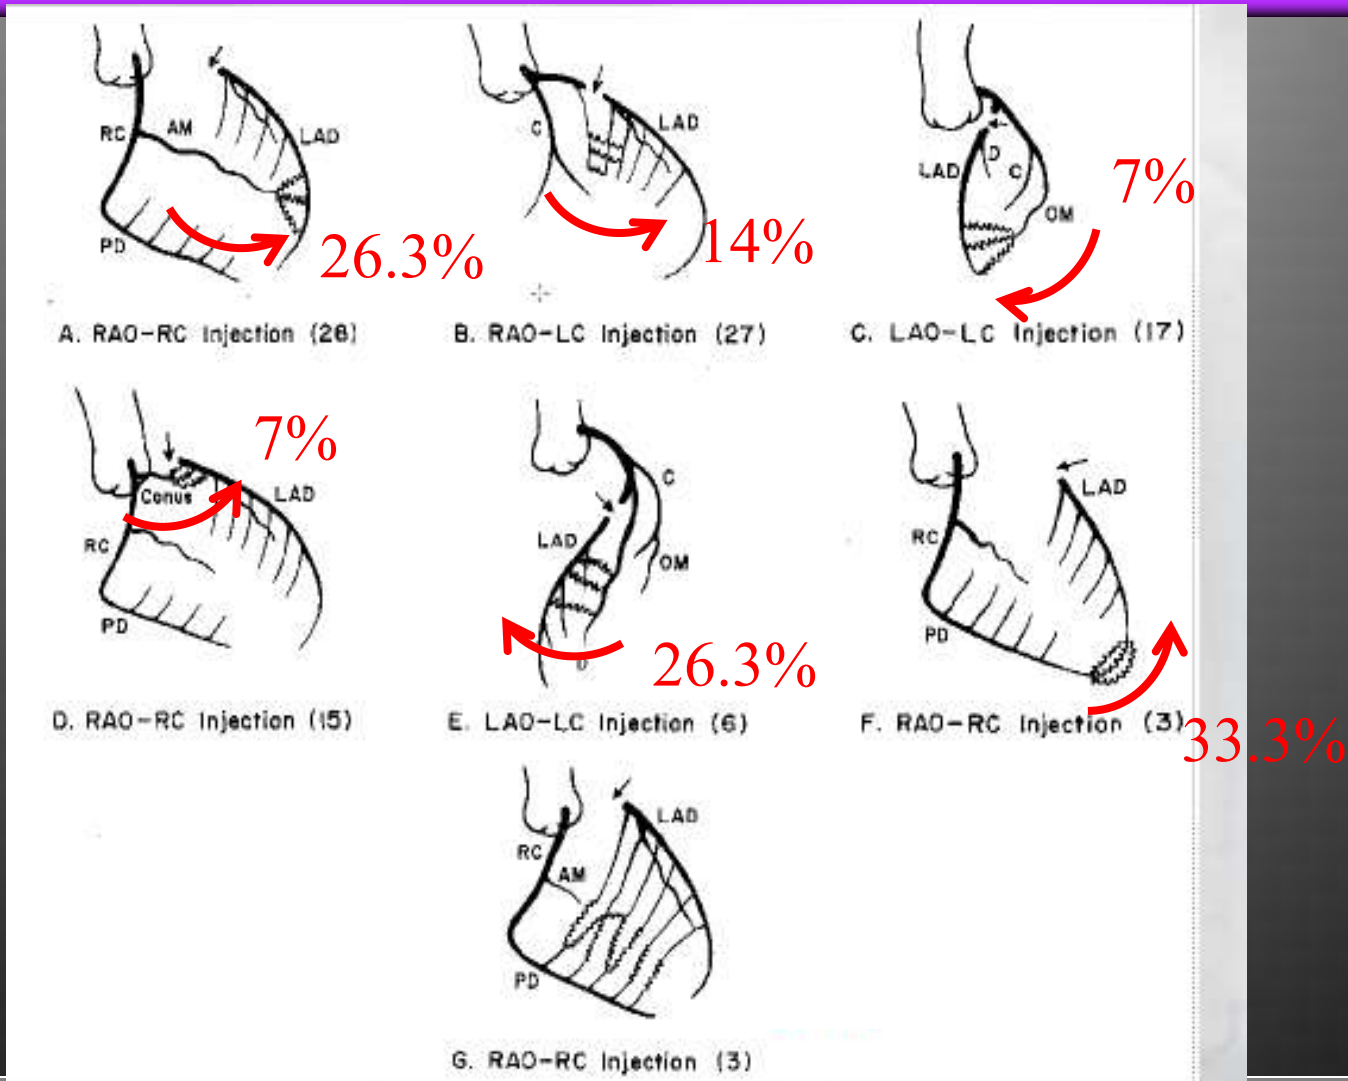 RC
AM
LAD
PD
26.3%
A. RAO-RC Injection (26)
C
LAD
14%
B. RAO-LC Injection (27)
LAD
D
C
OM
7%
C. LAO-LC Injection (17)
7%
Conus
LAD
RC
PD
D. RAO-RC Injection (15)
C
LAD
OM
D
26.3%
E. LAO-LC Injection (6)
LAD
RC
PD
33.3%
F. RAO-RC Injection (3)
LAD
RC
AM
PD
G. RAO-RC Injection (3)